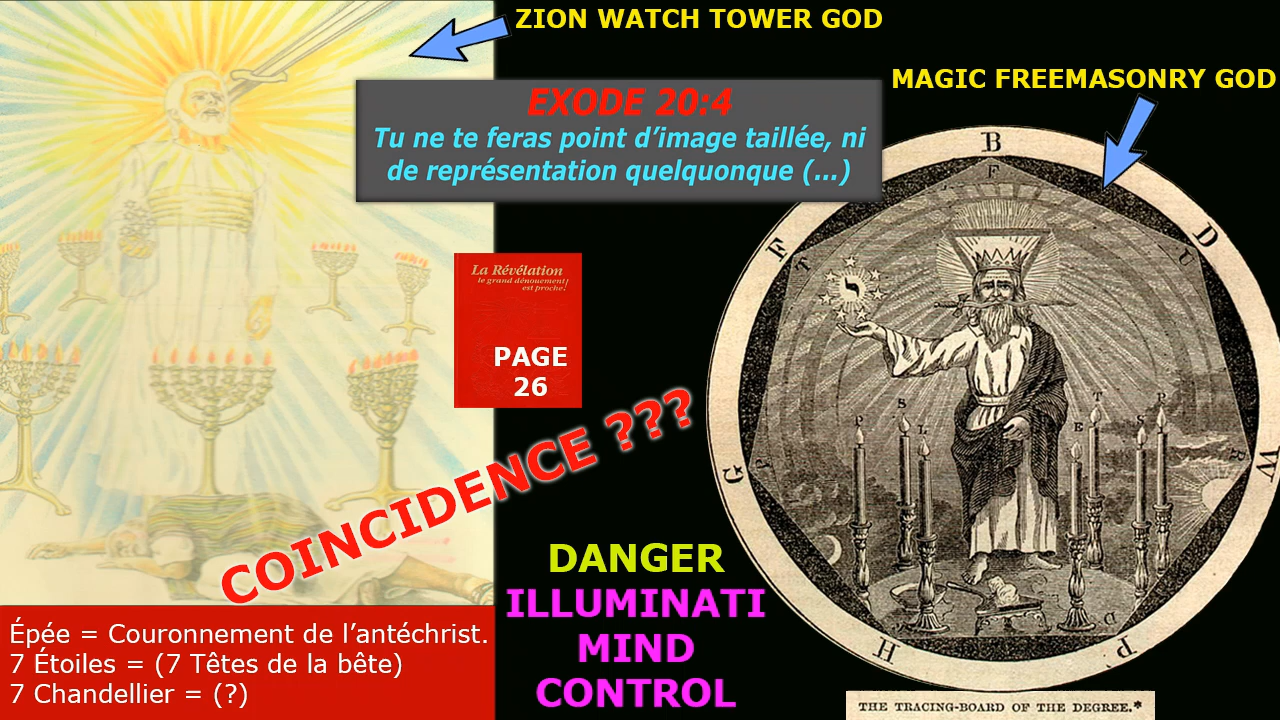 ZION WATCH TOWER GOD
MAGIC FREEMASONRY GOD
EXODE 20:4
Tu ne te feras point d’image taillée, ni
de représentation quelquonque (...)
La Révélation
le grand dénouement
est proche!
PAGE
26
COINCIDENCE ???
DANGER
ILLUMINATI
MIND
CONTROL
Épée = Couronnement de l’antéchrist.
7 Étoiles = (7 Têtes de la bête)
7 Chandellier = (?)
B
D
W
P
H
G
F
F
U
T
P
S
L
T
S
E
R
P
R
C
D
THE TRACING-BOARD OF THE DEGREE.*